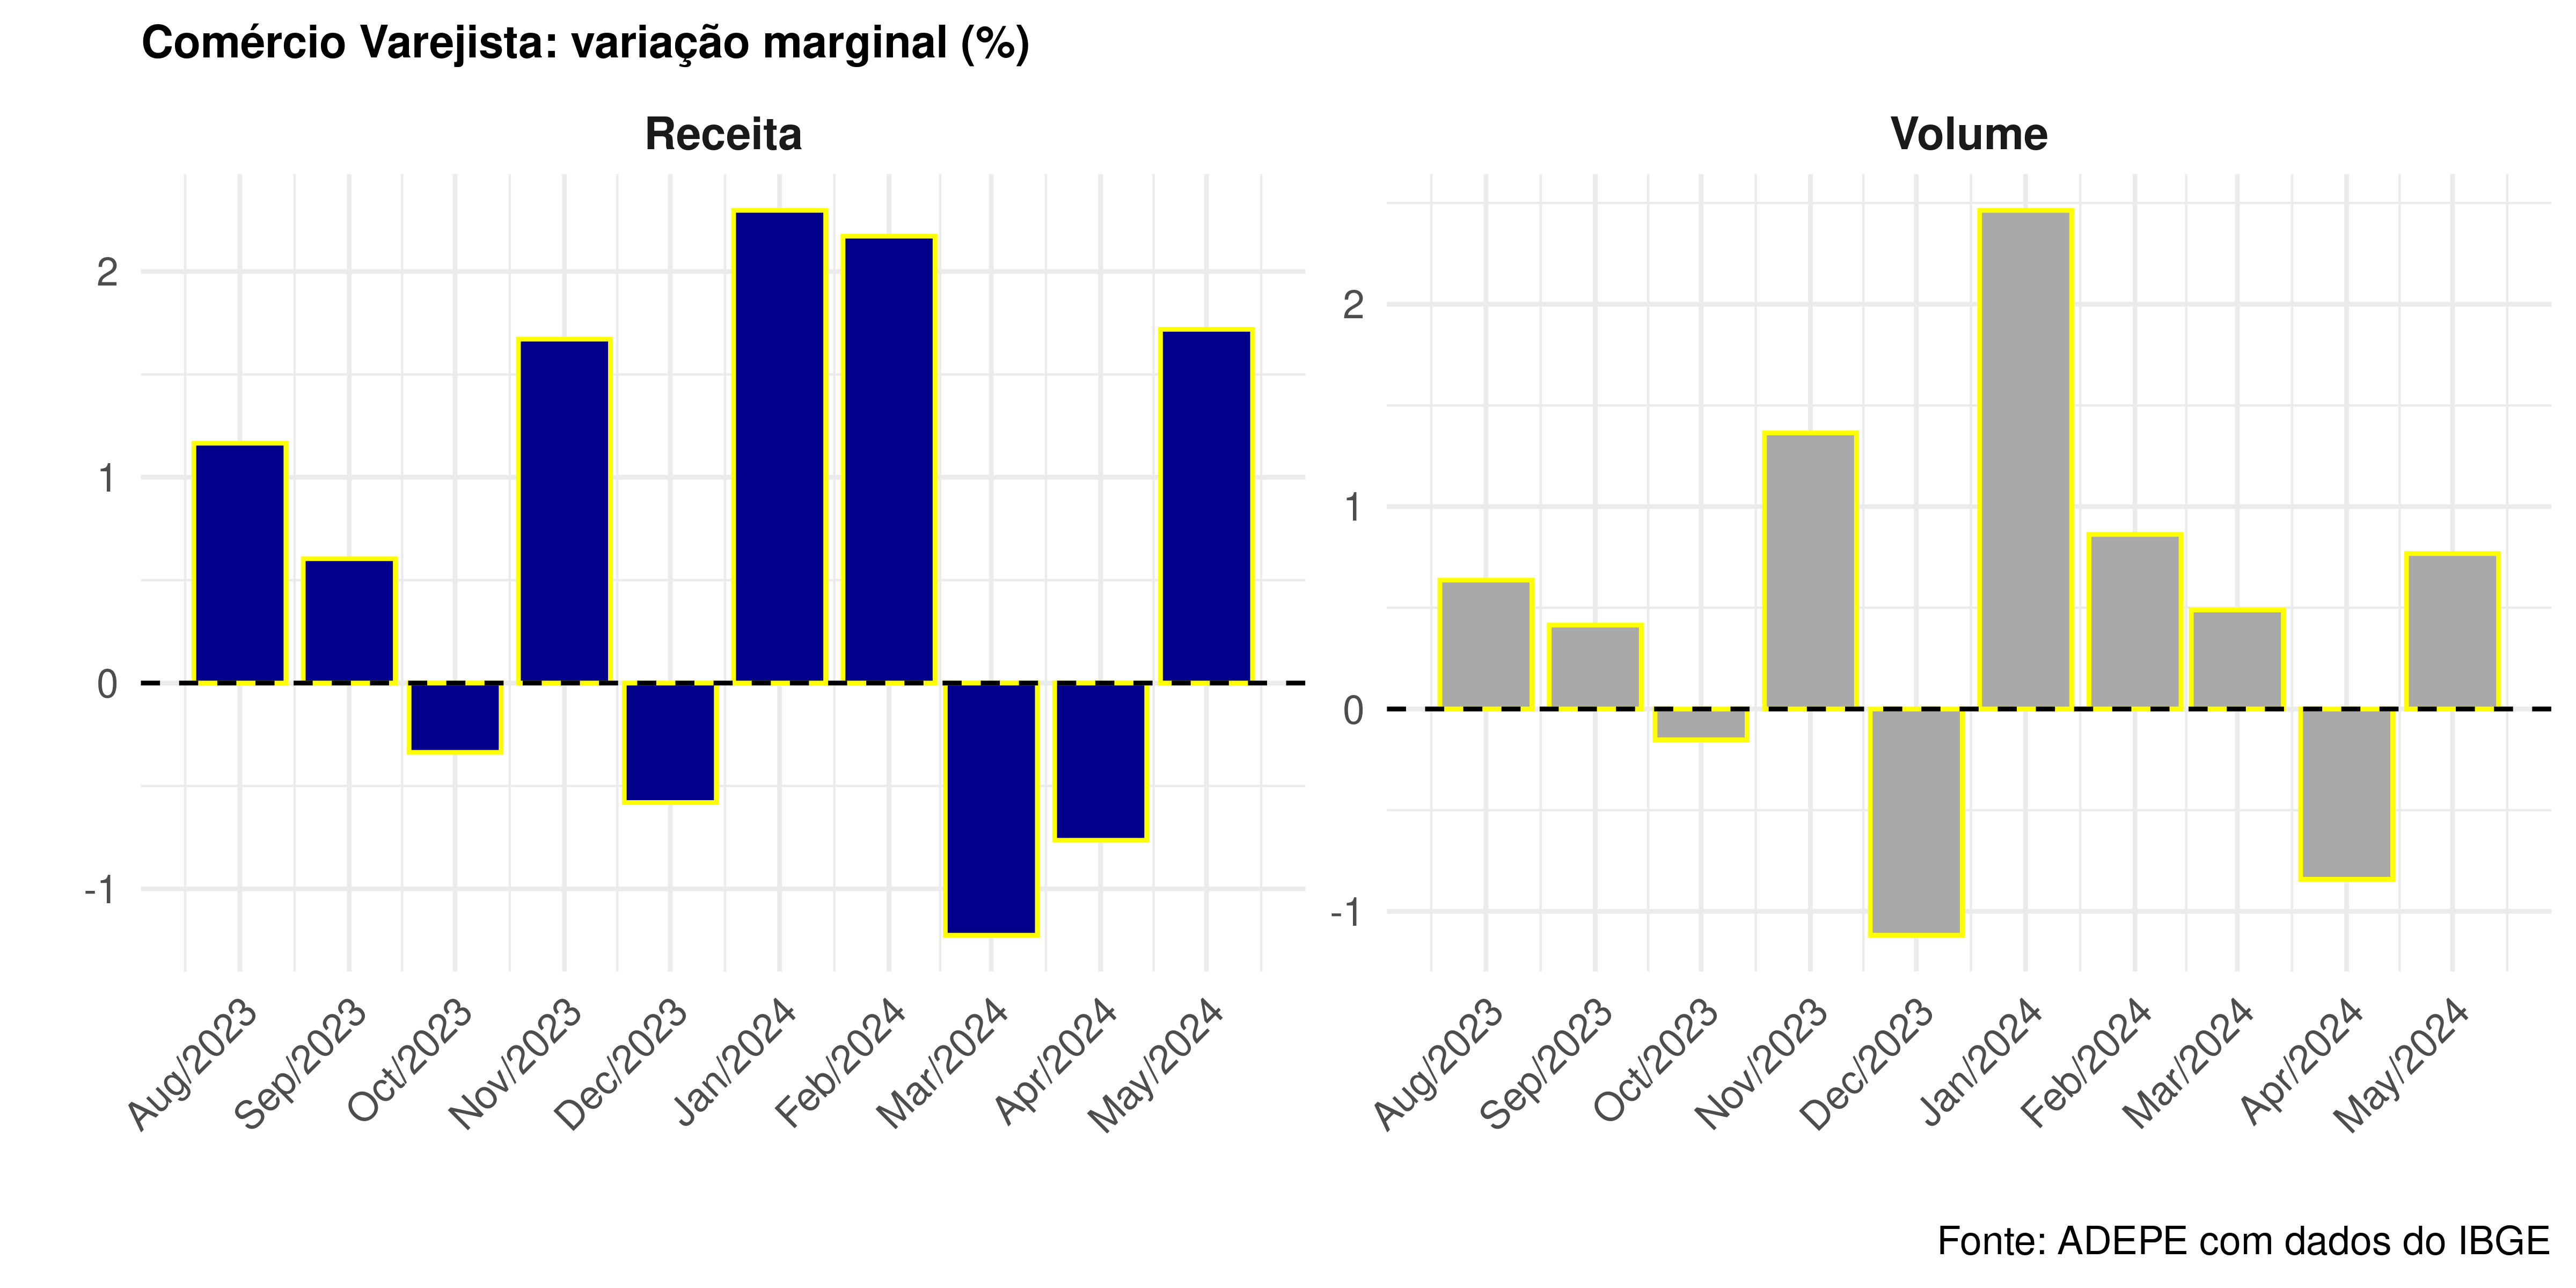 Comércio Varejista: variação marginal (%)
Receita
2
1
0
-1
Aug/2023
Sep/2023
Oct/2023
Nov/2023
Dec/2023
Jan/2024
Feb/2024
Mar/2024
Apr/2024
May/2024
Volume
2
1
0
-1
Aug/2023
Sep/2023
Oct/2023
Nov/2023
Dec/2023
Jan/2024
Feb/2024
Mar/2024
Apr/2024
May/2024
Fonte: ADEPE com dados do IBGE